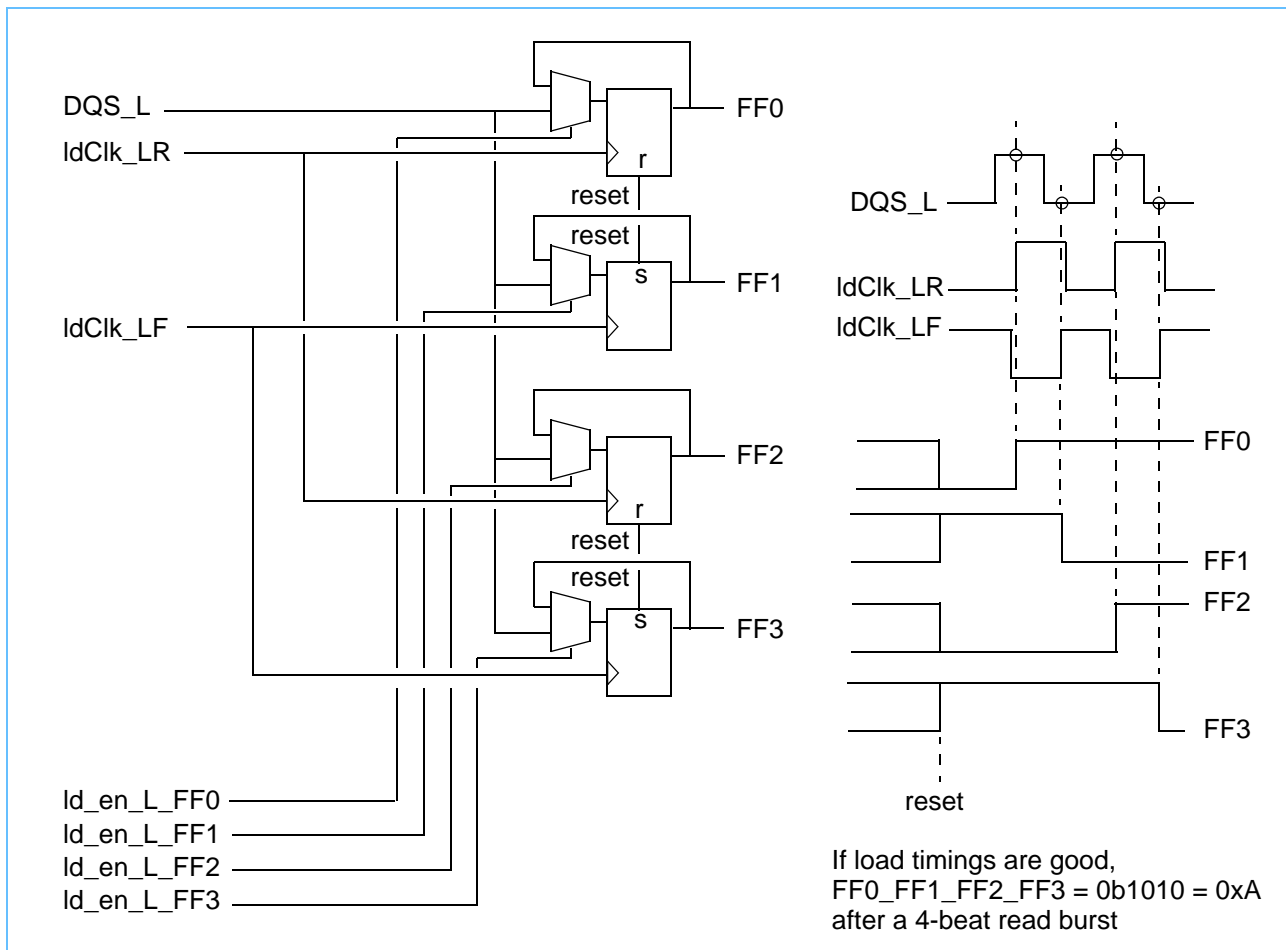 DQS_L
ldClk_LR
ldClk_LF
ld_en_L_FF0
ld_en_L_FF1
ld_en_L_FF2
ld_en_L_FF3
r
reset
FF0
reset
s
FF1
r
reset
FF2
reset
s
FF3
DQS_L
ldClk_LR
ldClk_LF
FF0
FF1
FF2
FF3
reset
If load timings are good,
FF0_FF1_FF2_FF3 = 0b1010 = 0xA
after a 4-beat read burst